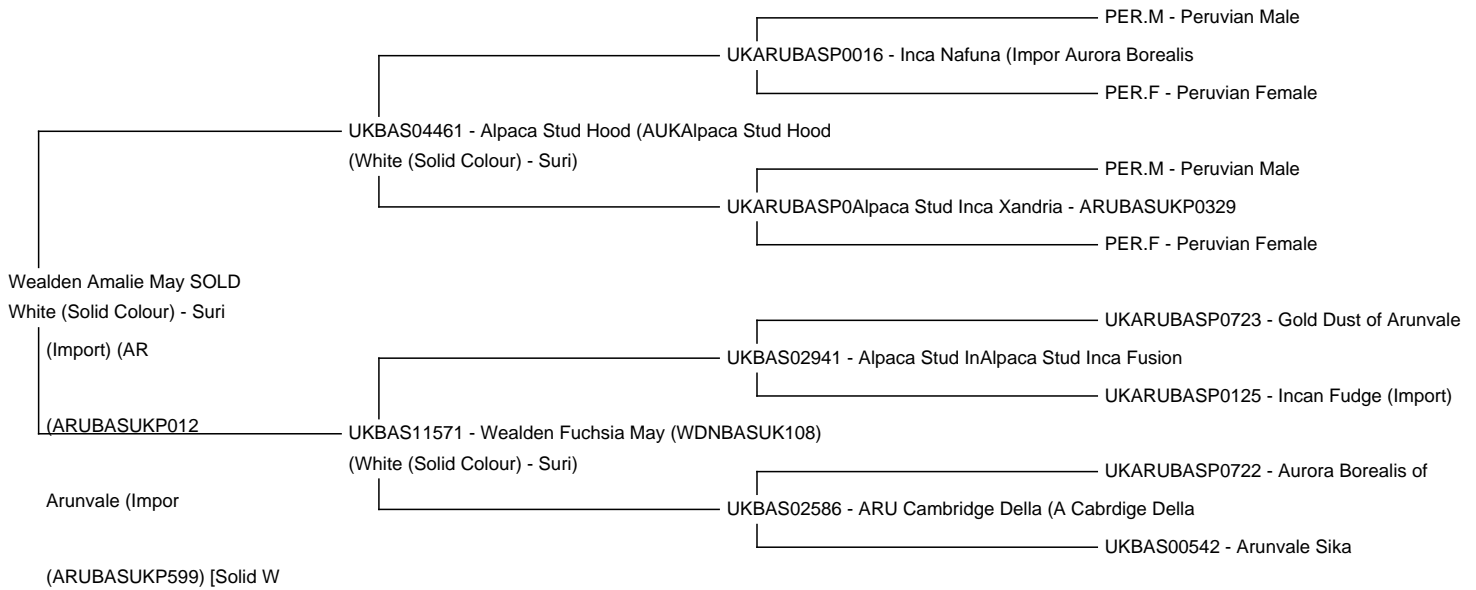 PER.M - Peruvian Male
UKARUBASP0016 - Inca Nafuna (Impor Aurora Borealis
PER.F - Peruvian Female
UKBAS04461 - Alpaca Stud Hood (AUKAlpaca Stud Hood
(White (Solid Colour) - Suri)
PER.M - Peruvian Male
UKARUBASP0Alpaca Stud Inca Xandria - ARUBASUKP0329
PER.F - Peruvian Female
Wealden Amalie May SOLD
White (Solid Colour) - Suri
UKARUBASP0723 - Gold Dust of Arunvale
(Import) (AR
UKBAS02941 - Alpaca Stud InAlpaca Stud Inca Fusion
UKARUBASP0125 - Incan Fudge (Import)
(ARUBASUKP012
UKBAS11571 - Wealden Fuchsia May (WDNBASUK108)
(White (Solid Colour) - Suri)
UKARUBASP0722 - Aurora Borealis of
Arunvale (Impor
UKBAS02586 - ARU Cambridge Della (A Cabrdige Della
UKBAS00542 - Arunvale Sika
(ARUBASUKP599) [Solid W